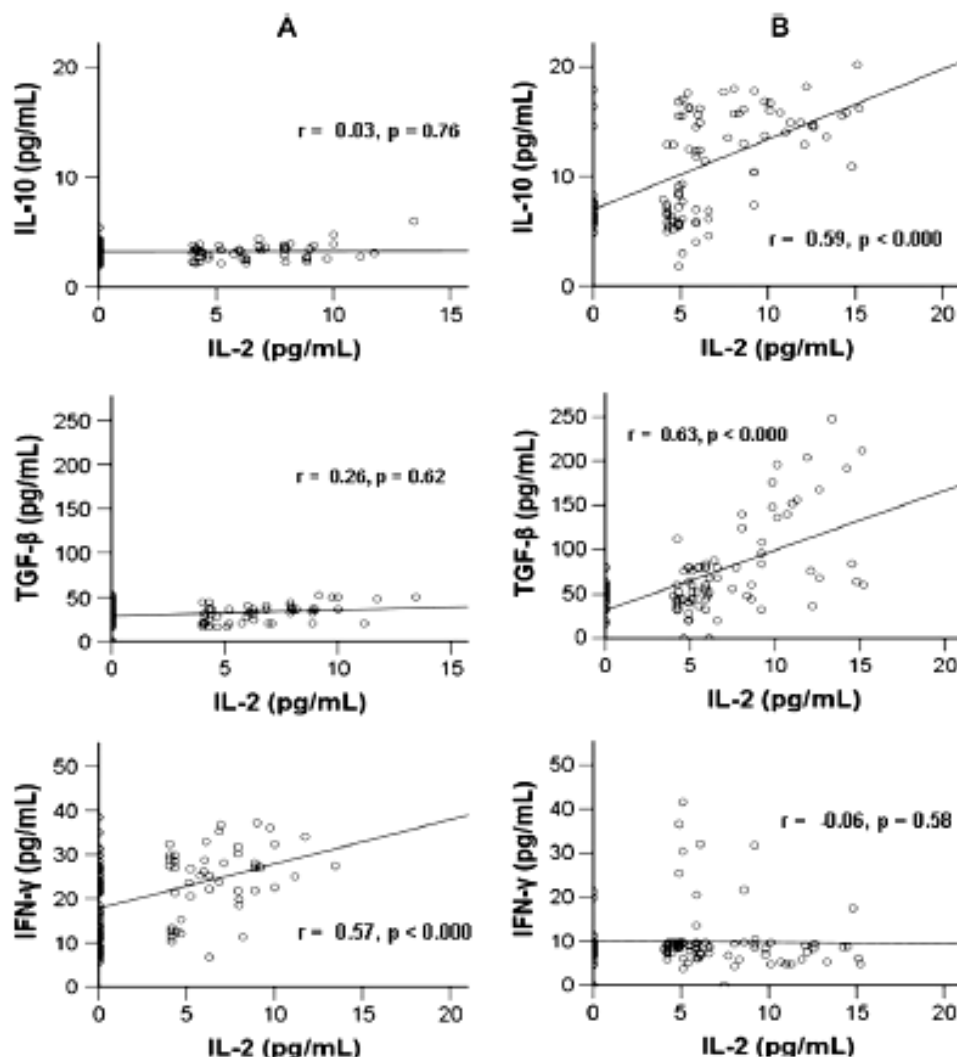 A
B
IL-10 (pg/mL)
20
10
0
r = 0.03, p = 0.76
0 5 10 15
IL-2 (pg/mL)
IL-10 (pg/mL)
20
10
0
r = 0.59, p < 0.000
0 5 10 15 20
IL-2 (pg/mL)
TGF-β (pg/mL)
250
200
150
100
50
0
r = 0.26, p = 0.62
0 5 10 15
IL-2 (pg/mL)
TGF-β (pg/mL)
250
200
150
100
50
0
r = 0.63, p < 0.000
0 5 10 15 20
IL-2 (pg/mL)
IFN-γ (pg/mL)
50
40
30
20
10
0
r = 0.57, p < 0.000
0 5 10 15 20
IL-2 (pg/mL)
IFN-γ (pg/mL)
50
40
30
20
10
0
r = -0.06, p = 0.58
0 5 10 15 20
IL-2 (pg/mL)